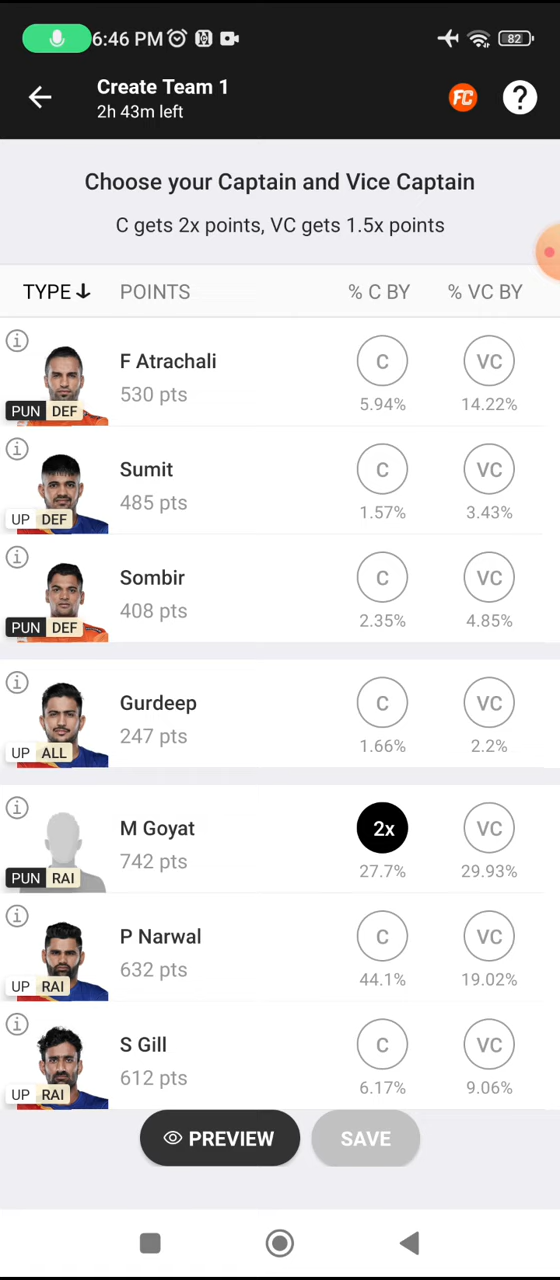 6:46 PM
82
Create Team 1
2h 43m left
FC
?
Choose your Captain and Vice Captain
C gets 2x points, VC gets 1.5x points
TYPE POINTS % C BY % VC BY
F Atrachali
530 pts
PUN DEF
C
VC
5.94%
14.22%
Sumit
485 pts
UP DEF
C
VC
1.57%
3.43%
Sombir
408 pts
PUN DEF
C
VC
2.35%
4.85%
Gurdeep
247 pts
UP ALL
C
VC
1.66%
2.2%
M Goyat
742 pts
PUN RAI
2x
VC
27.7%
29.93%
P Narwal
632 pts
UP RAI
C
VC
44.1%
19.02%
S Gill
612 pts
UP RAI
C
VC
6.17%
9.06%
PREVIEW
SAVE